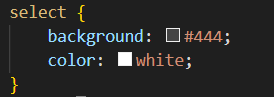 select {
background: #444;
color: white;
}